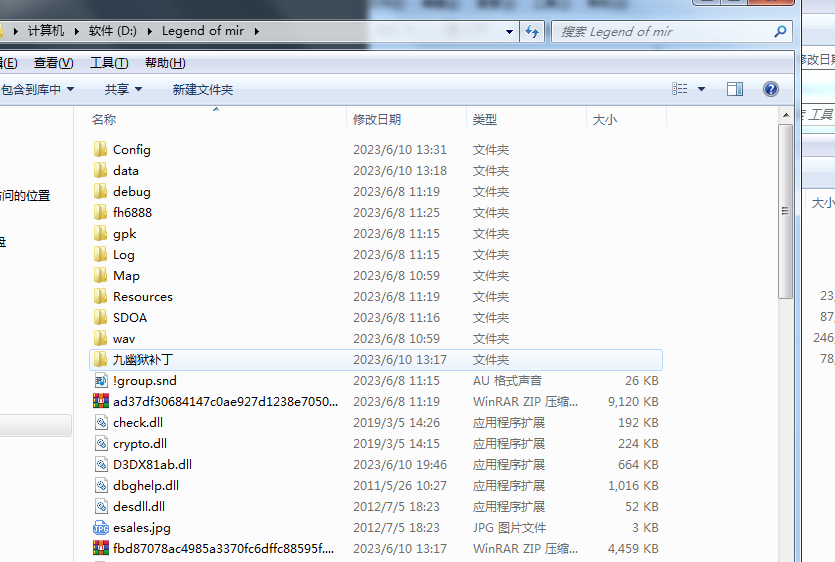 计算机 软件 (D:) Legend of mir 搜索 Legend of mir
(E) 查看(V) 工具(T) 帮助(H)
包含到库中 共享 新建文件夹
名称 修改日期 类型 大小
Config 2023/6/10 13:31 文件夹
data 2023/6/10 13:18 文件夹
debug 2023/6/8 11:19 文件夹
问的位置
fh6888 2023/6/8 11:25 文件夹
gpk 2023/6/8 11:15 文件夹
盘
Log 2023/6/8 11:15 文件夹
Map 2023/6/8 10:59 文件夹
Resources 2023/6/8 11:19 文件夹
SDOA 2023/6/8 11:16 文件夹
wav 2023/6/8 10:59 文件夹
九幽狱补丁 2023/6/10 13:17 文件夹
!group.snd 2023/6/8 11:15 AU 格式声音 26 KB
ad37df30684147c0ae927d1238e7050... 2023/6/8 11:19 WinRAR ZIP 压缩... 9,120 KB
check.dll 2019/3/5 14:26 应用程序扩展 192 KB
crypto.dll 2019/3/5 14:15 应用程序扩展 224 KB
D3DX81ab.dll 2023/6/10 19:46 应用程序扩展 664 KB
dbghelp.dll 2011/5/26 10:27 应用程序扩展 1,016 KB
desdll.dll 2012/7/5 18:23 应用程序扩展 52 KB
esales.jpg 2012/7/5 18:23 JPG 图片文件 3 KB
fbd87078ac4985a3370fc6dffc88595f.... 2023/6/10 13:17 WinRAR ZIP 压缩... 4,459 KB
修改日期
工具
大小
23,
87,
246,
78,